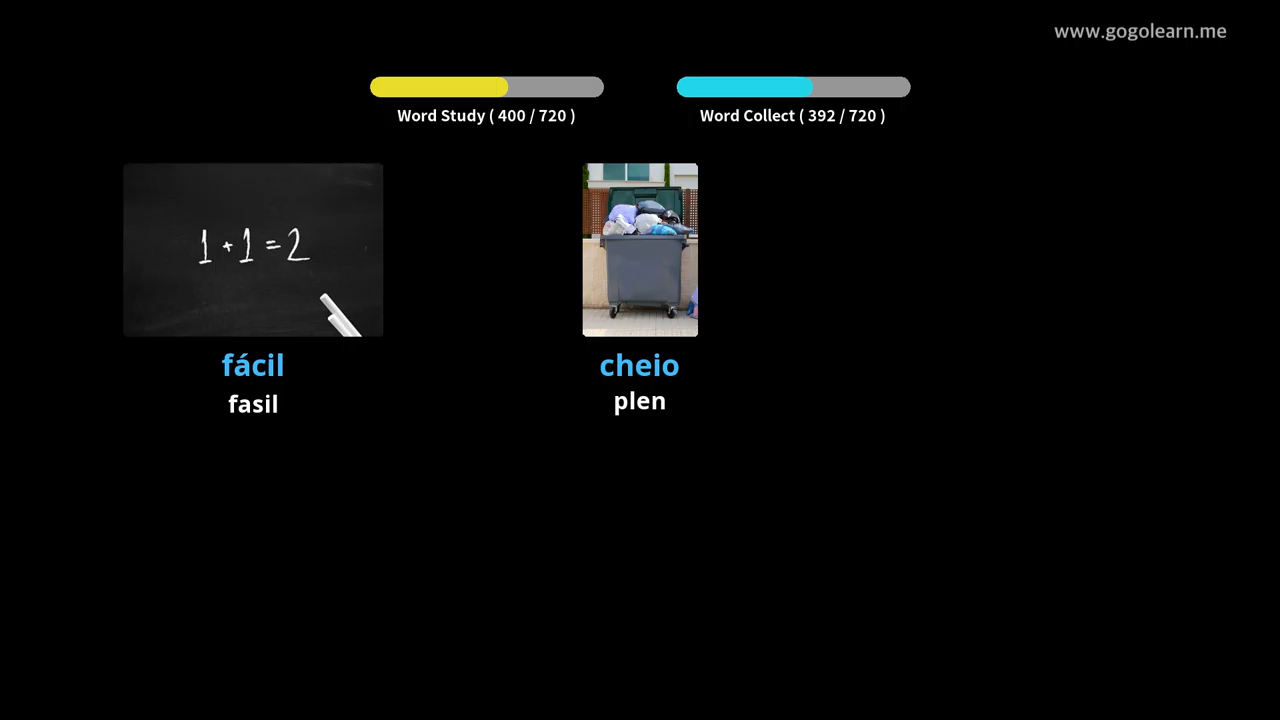 www.gogolearn.me
Word Study ( 400 / 720 )
Word Collect ( 392 / 720 )
1 + 1 = 2
fácil
fasil
cheio
plen